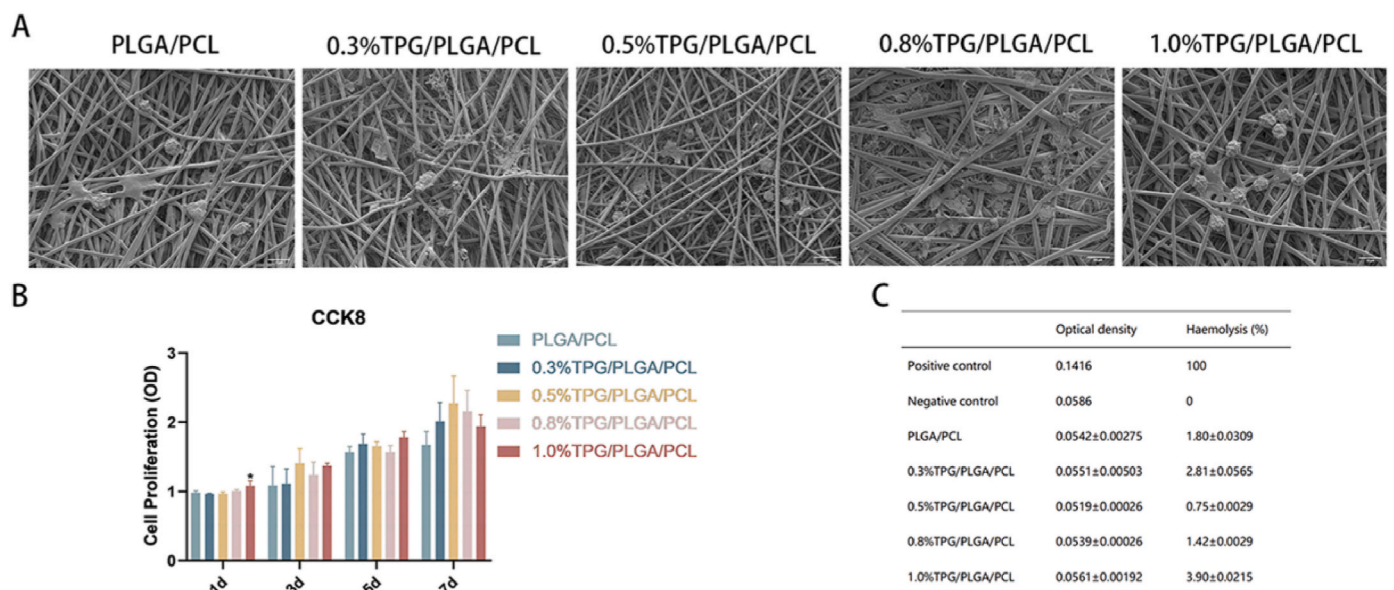 A
PLGA/PCL
0.3%TPG/PLGA/PCL
0.5%TPG/PLGA/PCL
0.8%TPG/PLGA/PCL
1.0%TPG/PLGA/PCL
B
CCK8
Cell Proliferation (OD)
3
2
1
0
*
1d
3d
5d
7d
PLGA/PCL
0.3%TPG/PLGA/PCL
0.5%TPG/PLGA/PCL
0.8%TPG/PLGA/PCL
1.0%TPG/PLGA/PCL
C
Optical density Haemolysis (%)
Positive control 0.1416 100
Negative control 0.0586 0
PLGA/PCL 0.0542±0.00275 1.80±0.0309
0.3%TPG/PLGA/PCL 0.0551±0.00503 2.81±0.0565
0.5%TPG/PLGA/PCL 0.0519±0.00026 0.75±0.0029
0.8%TPG/PLGA/PCL 0.0539±0.00026 1.42±0.0029
1.0%TPG/PLGA/PCL 0.0561±0.00192 3.90±0.0215